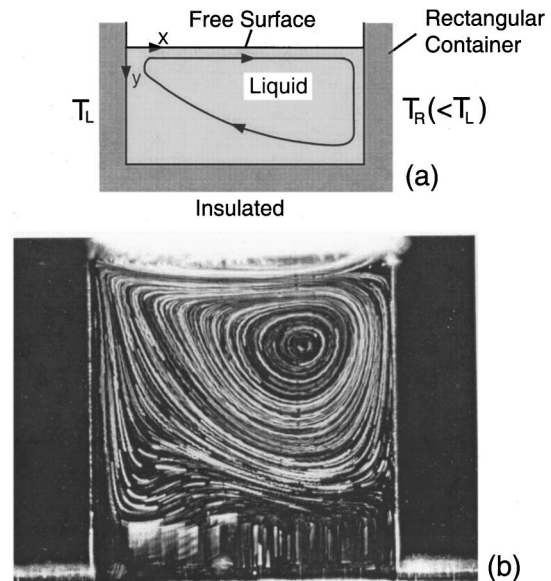 Free Surface
Rectangular
Container
x
y
Liquid
T_L
T_R(<T_L)
(a)
Insulated
(b)